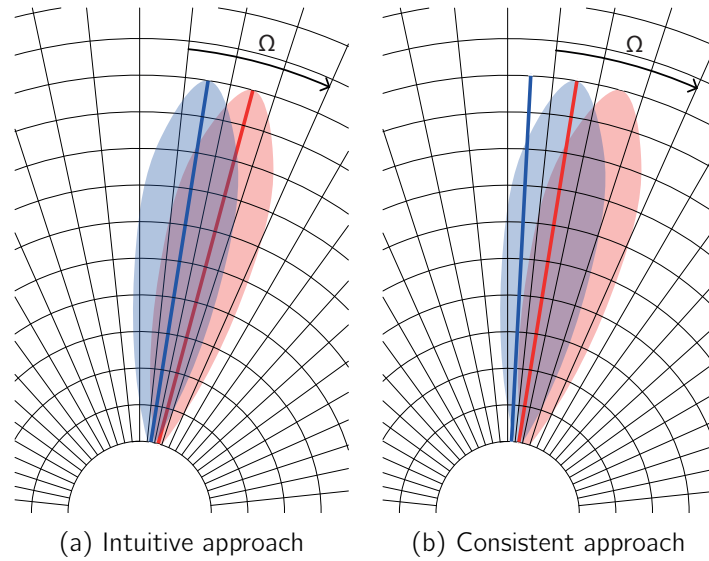 Ω
Ω
(a) Intuitive approach
(b) Consistent approach